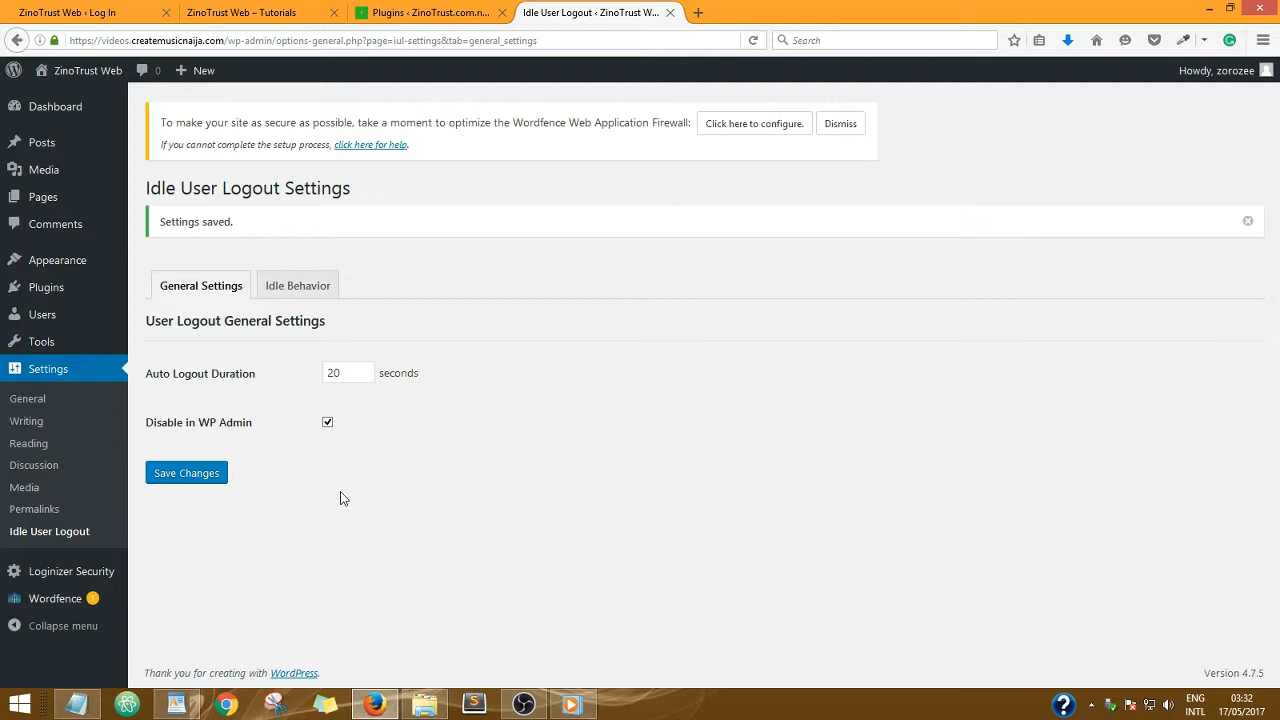 ZinoTrust Web ‹ Log In
ZinoTrust Web – Tutorials
Plugins ‹ ZinoTrust.com.n...
Idle User Logout ‹ ZinoTrust W...
https://videos.createmusicnaija.com/wp-admin/options-general.php?page=iul-settings&tab=general_settings
Search
ZinoTrust Web
0
New
Howdy, zorozee
Dashboard
Posts
Media
Pages
Comments
Appearance
Plugins
Users
Tools
Settings
General
Writing
Reading
Discussion
Media
Permalinks
Idle User Logout
Loginizer Security
Wordfence 1
Collapse menu
To make your site as secure as possible, take a moment to optimize the Wordfence Web Application Firewall: Click here to configure. Dismiss
If you cannot complete the setup process, click here for help.
Idle User Logout Settings
Settings saved.
General Settings
Idle Behavior
User Logout General Settings
Auto Logout Duration 20 seconds
Disable in WP Admin
Save Changes
Thank you for creating with WordPress.
Version 4.7.5
ENG
INTL
03:32
17/05/2017